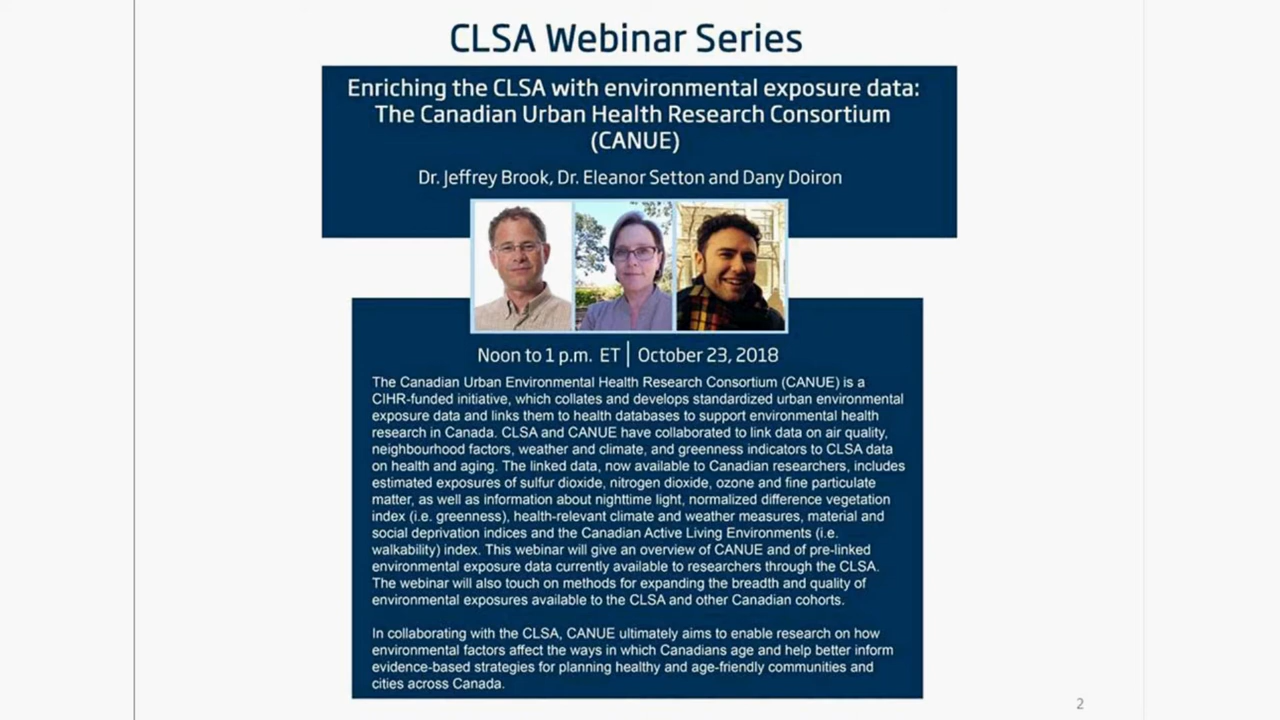 CLSA Webinar Series
Enriching the CLSA with environmental exposure data:
The Canadian Urban Health Research Consortium
(CANUE)
Dr. Jeffrey Brook, Dr. Eleanor Setton and Dany Doiron
Noon to 1 p.m. ET | October 23, 2018
The Canadian Urban Environmental Health Research Consortium (CANUE) is a
CIHR-funded initiative, which collates and develops standardized urban environmental
exposure data and links them to health databases to support environmental health
research in Canada. CLSA and CANUE have collaborated to link data on air quality,
neighbourhood factors, weather and climate, and greenness indicators to CLSA data
on health and aging. The linked data, now available to Canadian researchers, includes
estimated exposures of sulfur dioxide, nitrogen dioxide, ozone and fine particulate
matter, as well as information about nighttime light, normalized difference vegetation
index (i.e. greenness), health-relevant climate and weather measures, material and
social deprivation indices and the Canadian Active Living Environments (i.e.
walkability) index. This webinar will give an overview of CANUE and of pre-linked
environmental exposure data currently available to researchers through the CLSA.
The webinar will also touch on methods for expanding the breadth and quality of
environmental exposures available to the CLSA and other Canadian cohorts.
In collaborating with the CLSA, CANUE ultimately aims to enable research on how
environmental factors affect the ways in which Canadians age and help better inform
evidence-based strategies for planning healthy and age-friendly communities and
cities across Canada.
2